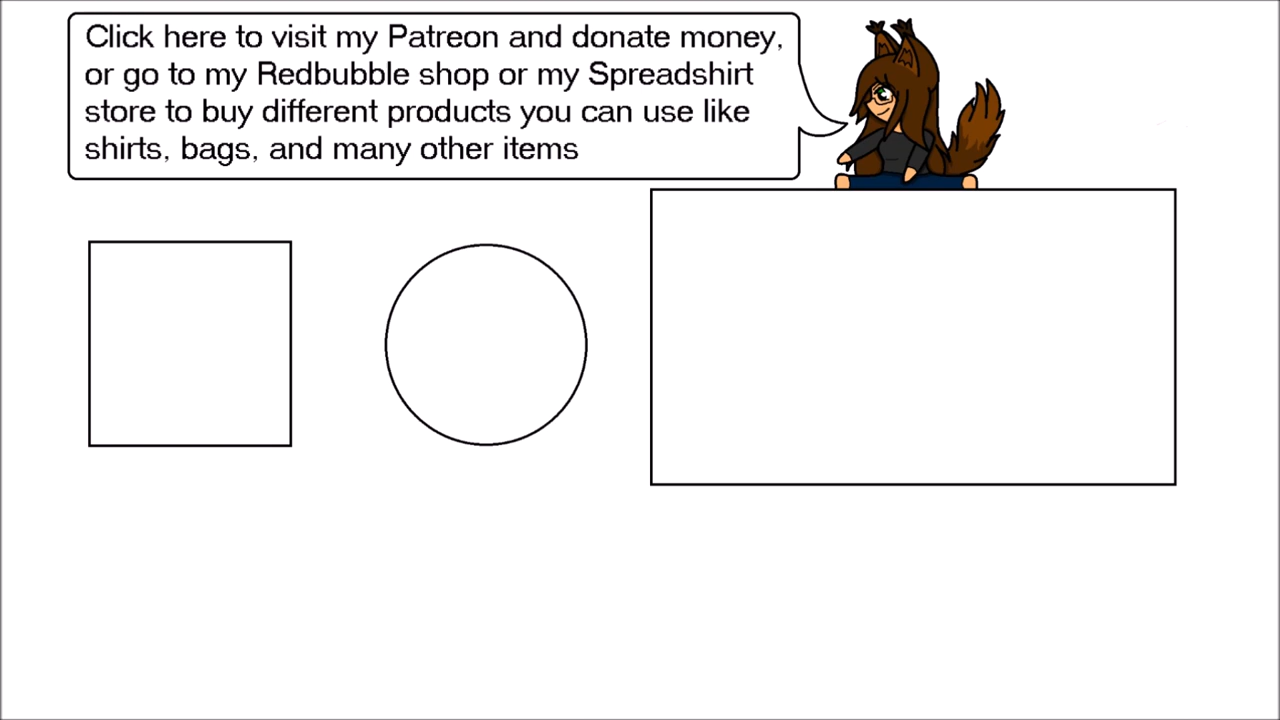 Click here to visit my Patreon and donate money,
or go to my Redbubble shop or my Spreadshirt
store to buy different products you can use like
shirts, bags, and many other items